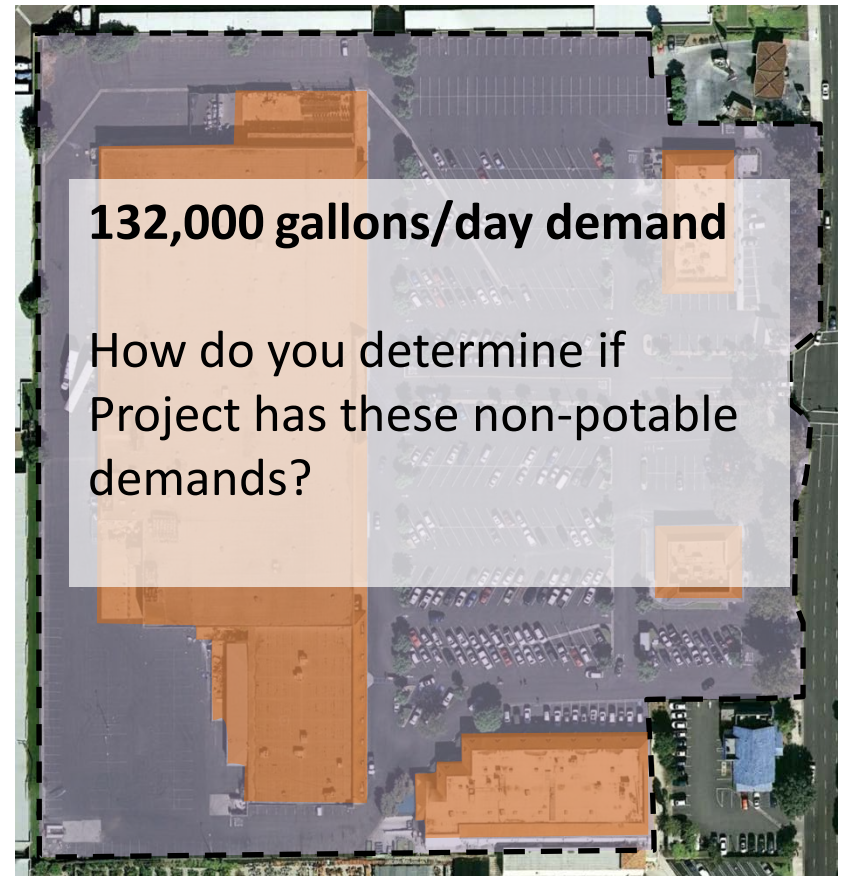 132,000 gallons/day demand
How do you determine if
Project has these non-potable
demands?